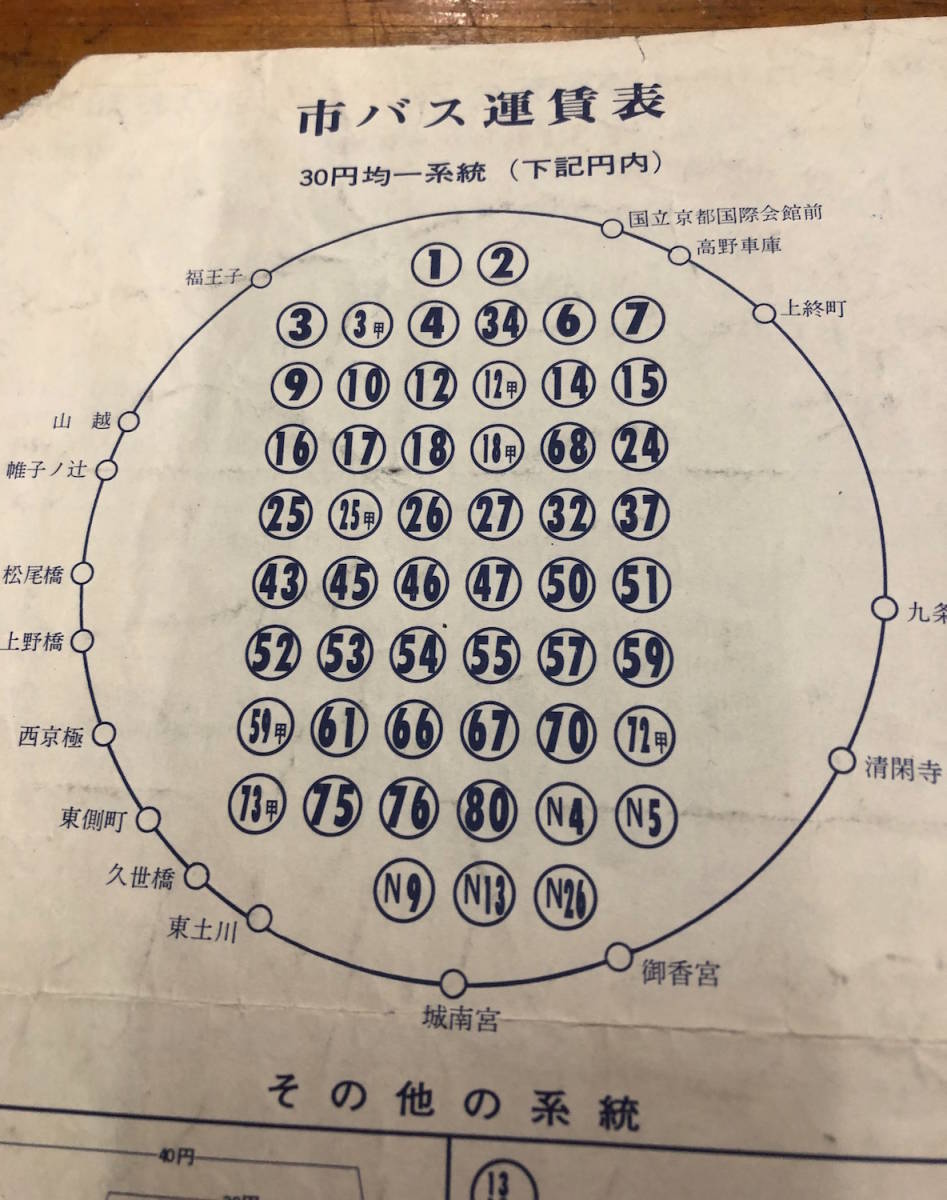 市バス運賃表
30円均一系統（下記円内）
国立京都国際会館前
高野車庫
福王子
上終町
1 2
3 3甲 4 34 6 7
9 10 12 12甲 14 15
山越
16 17 18 18甲 68 24
帷子ノ辻
25 25甲 26 27 32 37
松尾橋
43 45 46 47 50 51
九条
上野橋
52 53 54 55 57 59
西京極
59甲 61 66 67 70 72甲
清閑寺
東側町
73甲 75 76 80 N4 N5
久世橋
N9 N13 N26
東土川
御香宮
城南宮
その他の系統
40円
13